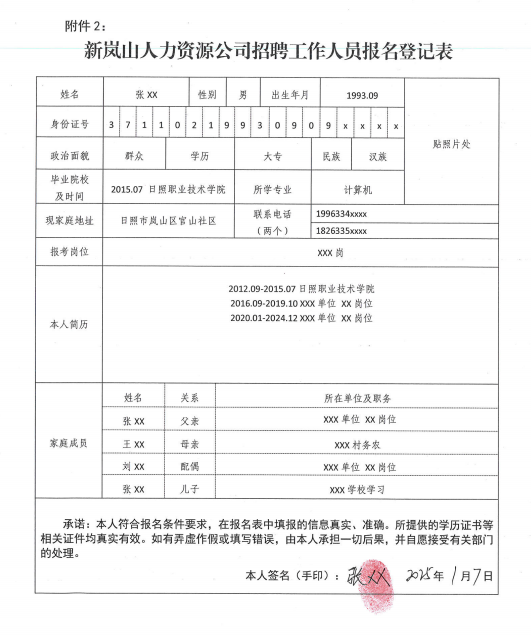 附件2：
新岚山人力资源公司招聘工作人员报名登记表
姓名 张 XX 性别 男 出生年月 1993.09 贴照片处
身份证号 3 7 1 1 0 2 1 9 9 3 0 9 0 9 x x x x
政治面貌 群众 学历 大专 民族 汉族
毕业院校及时间 2015.07 日照职业技术学院 所学专业 计算机
现家庭地址 日照市岚山区官山社区 联系电话（两个） 1996334xxxx
1826335xxxx
报考岗位 XXX 岗
本人简历
2012.09-2015.07 日照职业技术学院
2016.09-2019.10 XXX 单位 XX 岗位
2020.01-2024.12 XXX 单位 XX 岗位
家庭成员
姓名 关系 所在单位及职务
张 XX 父亲 XXX 单位 XX 岗位
王 XX 母亲 XXX 村务农
刘 XX 配偶 XXX 单位 XX 岗位
张 XX 儿子 XXX 学校学习
承诺：本人符合报名条件要求，在报名表中填报的信息真实、准确。所提供的学历证书等
相关证件均真实有效。如有弄虚作假或填写错误，由本人承担一切后果，并自愿接受有关部门
的处理。
本人签名（手印）：张XX 2025年 1月7日